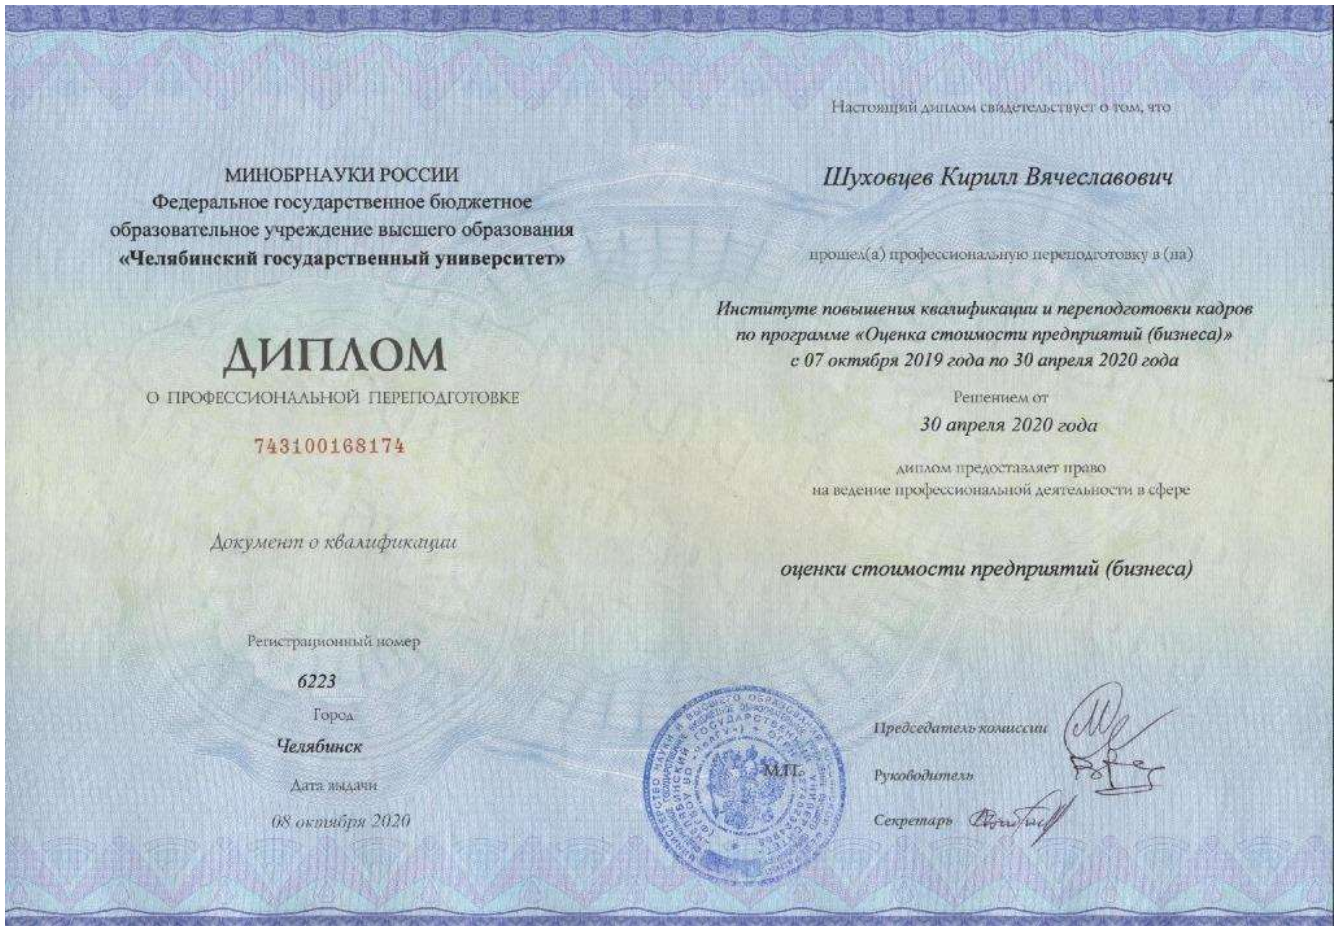 МИНОБРНАУКИ РОССИИ
Федеральное государственное бюджетное
образовательное учреждение высшего образования
«Челябинский государственный университет»
ДИПЛОМ
О ПРОФЕССИОНАЛЬНОЙ ПЕРЕПОДГОТОВКЕ
743100168174
Документ о квалификации
Регистрационный номер
6223
Город
Челябинск
Дата выдачи
08 октября 2020
Настоящий диплом свидетельствует о том, что
Шуховцев Кирилл Вячеславович
прошел(а) профессиональную переподготовку в (на)
Институте повышения квалификации и переподготовки кадров
по программе «Оценка стоимости предприятий (бизнеса)»
с 07 октября 2019 года по 30 апреля 2020 года
Решением от
30 апреля 2020 года
диплом предоставляет право
на ведение профессиональной деятельности в сфере
оценки стоимости предприятий (бизнеса)
М.П.
Председатель комиссии
Руководитель
Секретарь